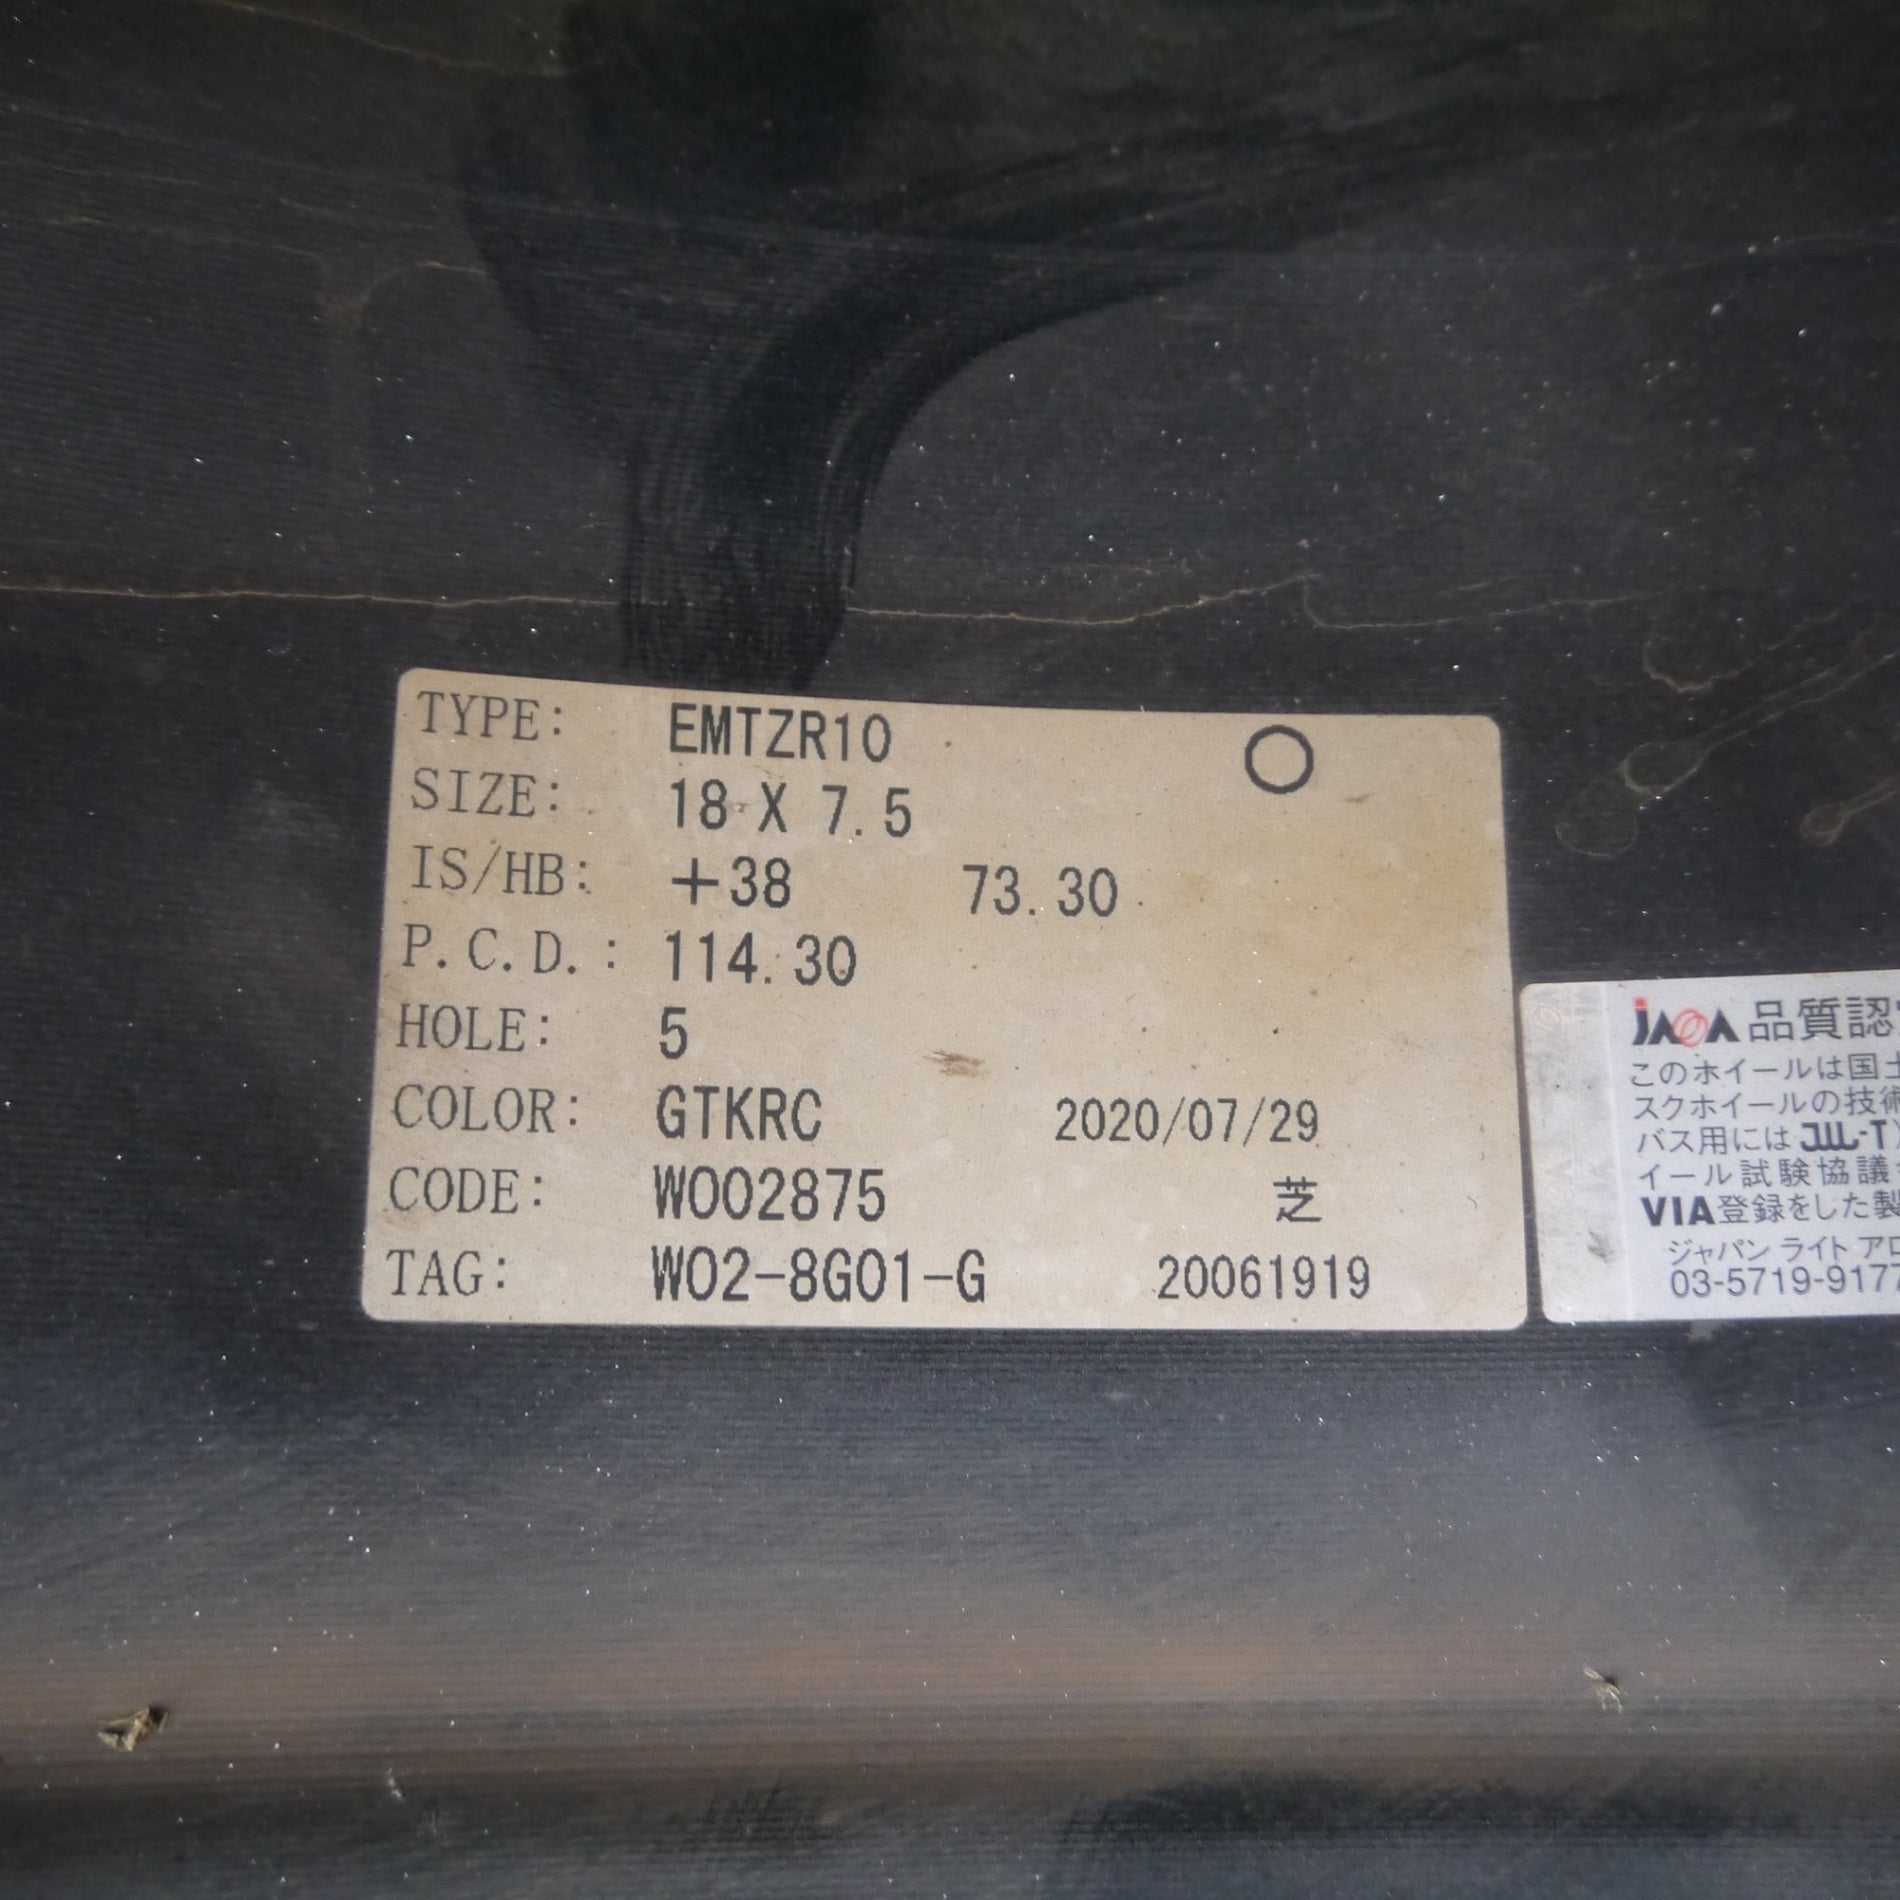 TYPE: EMTZR10 ○
SIZE: 18 X 7.5
IS/HB: +38 73.30
P.C.D.: 114.30
HOLE: 5
COLOR: GTKRC 2020/07/29
CODE: W002875 芝
TAG: W02-8G01-G 20061919
JAWA 品質認
このホイールは国土
スクホイールの技術
バス用にはJWL-T)
イール試験協議
VIA登録をした製
ジャパン ライト アロ
03-5719-9177